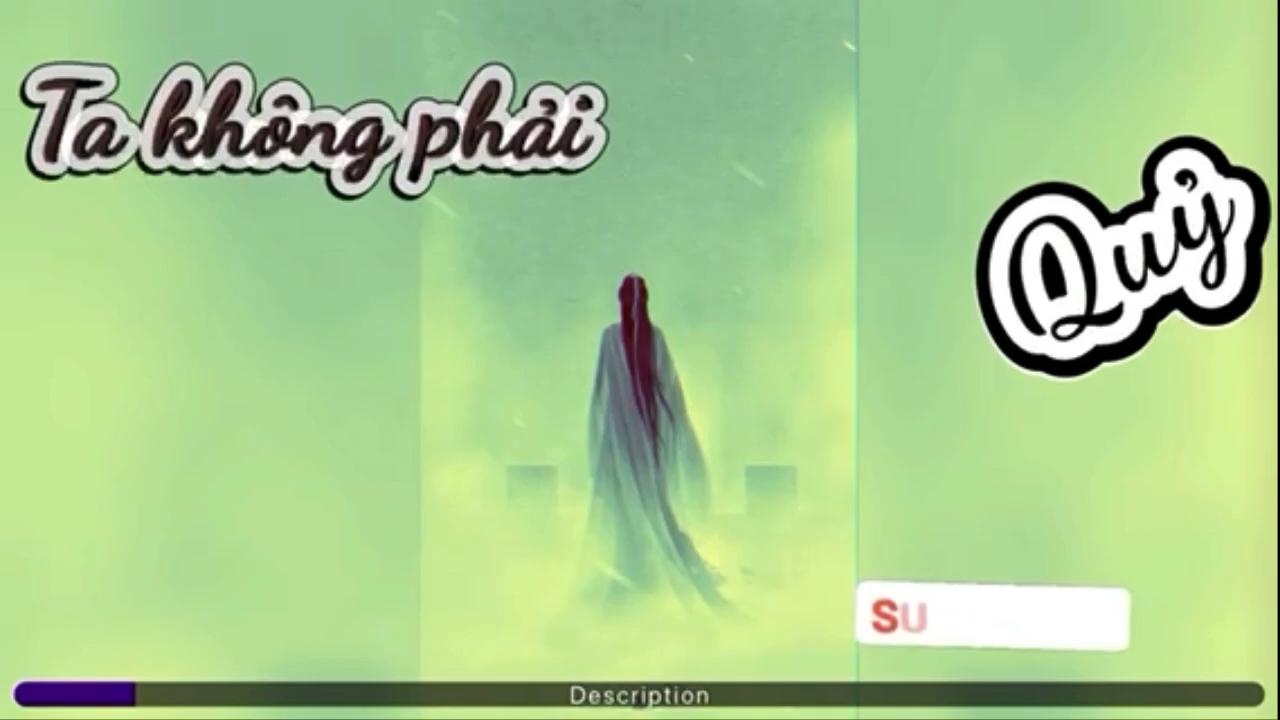 Ta không phải
Quỷ
SU
Description